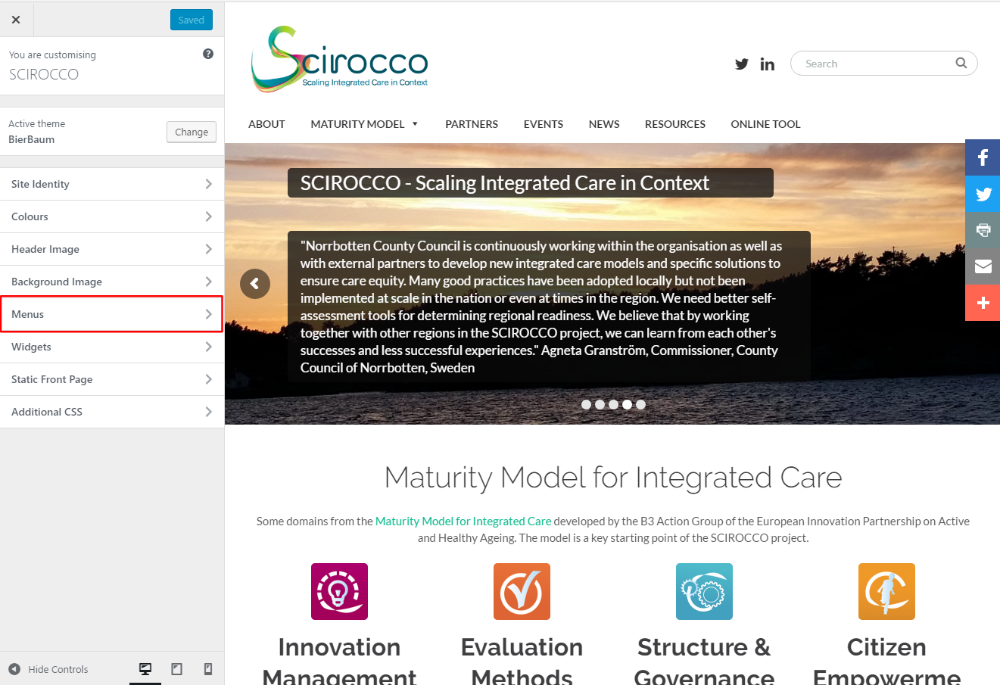 Saved
You are customising
SCIROCCO
Active theme
BierBaum
Change
Site Identity
Colours
Header Image
Background Image
Menus
Widgets
Static Front Page
Additional CSS
Hide Controls
Scirocco
Scaling Integrated Care in Context
Search
ABOUT MATURITY MODEL PARTNERS EVENTS NEWS RESOURCES ONLINE TOOL
SCIROCCO - Scaling Integrated Care in Context
"Norrbotten County Council is continuously working within the organisation as well as
with external partners to develop new integrated care models and specific solutions to
ensure care equity. Many good practices have been adopted locally but not been
implemented at scale in the nation or even at times in the region. We need better self-
assessment tools for determining regional readiness. We believe that by working
together with other regions in the SCIROCCO project, we can learn from each other's
successes and less successful experiences." Agneta Granström, Commissioner, County
Council of Norrbotten, Sweden
Maturity Model for Integrated Care
Some domains from the Maturity Model for Integrated Care developed by the B3 Action Group of the European Innovation Partnership on Active
and Healthy Ageing. The model is a key starting point of the SCIROCCO project.
Innovation
Management
Evaluation
Methods
Structure &
Governance
Citizen
Empowerme